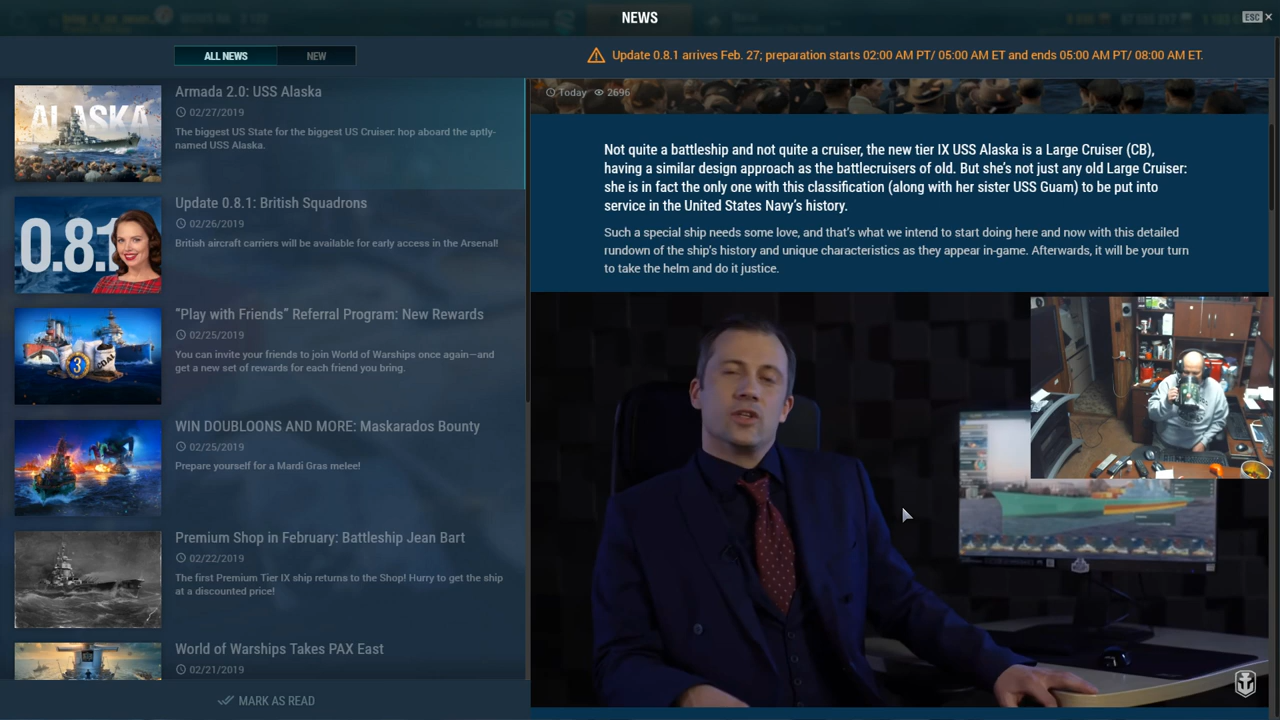 NEWS
ESC
ALL NEWS
NEW
Update 0.8.1 arrives Feb. 27; preparation starts 02:00 AM PT/ 05:00 AM ET and ends 05:00 AM PT/ 08:00 AM ET.
ALASKA
Armada 2.0: USS Alaska
02/27/2019
The biggest US State for the biggest US Cruiser: hop aboard the aptly-
named USS Alaska.
0.8.1
Update 0.8.1: British Squadrons
02/26/2019
British aircraft carriers will be available for early access in the Arsenal!
3
COAL
"Play with Friends" Referral Program: New Rewards
02/25/2019
You can invite your friends to join World of Warships once again—and
get a new set of rewards for each friend you bring.
WIN DOUBLOONS AND MORE: Maskarados Bounty
02/25/2019
Prepare yourself for a Mardi Gras melee!
Premium Shop in February: Battleship Jean Bart
02/22/2019
The first Premium Tier IX ship returns to the Shop! Hurry to get the ship
at a discounted price!
World of Warships Takes PAX East
02/21/2019
MARK AS READ
Today 2696
Not quite a battleship and not quite a cruiser, the new tier IX USS Alaska is a Large Cruiser (CB),
having a similar design approach as the battlecruisers of old. But she's not just any old Large Cruiser:
she is in fact the only one with this classification (along with her sister USS Guam) to be put into
service in the United States Navy's history.
Such a special ship needs some love, and that's what we intend to start doing here and now with this detailed
rundown of the ship's history and unique characteristics as they appear in-game. Afterwards, it will be your turn
to take the helm and do it justice.